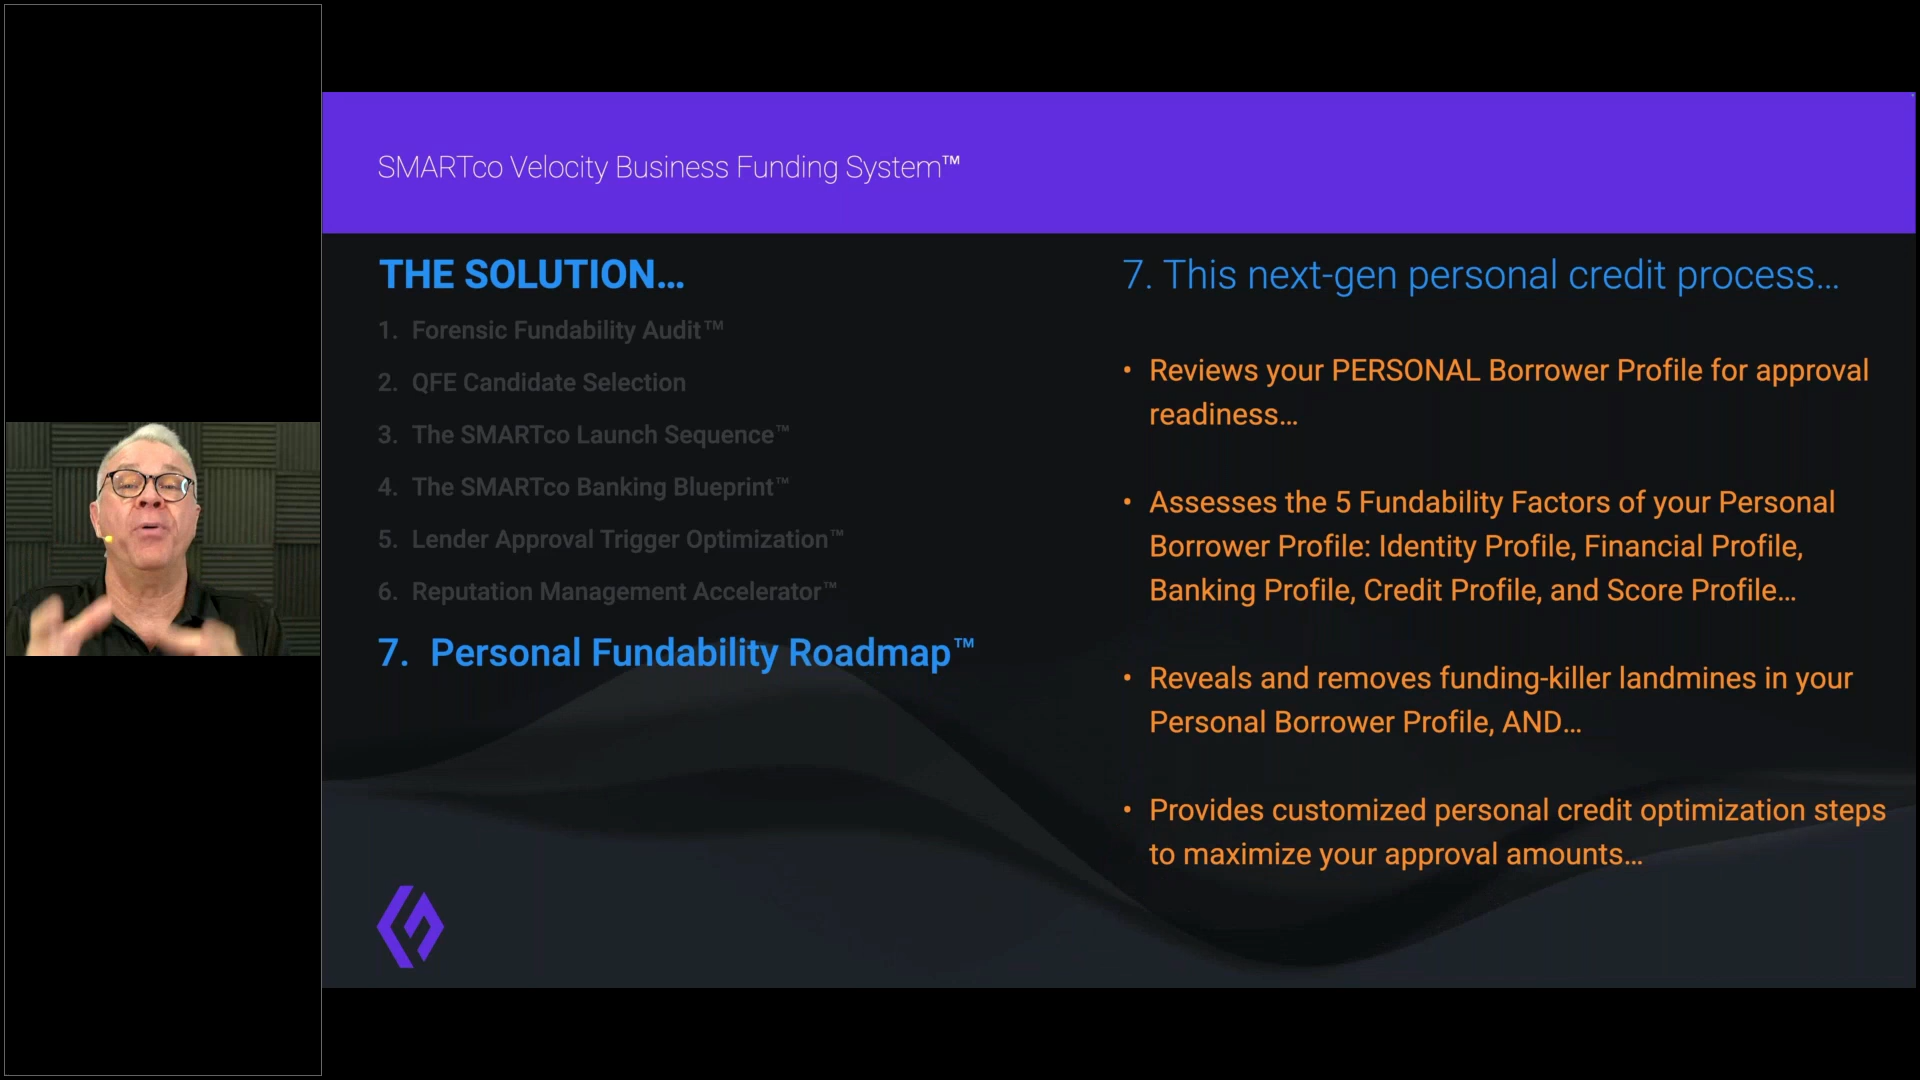 SMARTco Velocity Business Funding System™
THE SOLUTION...
1. Forensic Fundability Audit™
2. QFE Candidate Selection
3. The SMARTco Launch Sequence™
4. The SMARTco Banking Blueprint™
5. Lender Approval Trigger Optimization™
6. Reputation Management Accelerator™
7. Personal Fundability Roadmap™
7. This next-gen personal credit process...
• Reviews your PERSONAL Borrower Profile for approval
readiness...
• Assesses the 5 Fundability Factors of your Personal
Borrower Profile: Identity Profile, Financial Profile,
Banking Profile, Credit Profile, and Score Profile...
• Reveals and removes funding-killer landmines in your
Personal Borrower Profile, AND...
• Provides customized personal credit optimization steps
to maximize your approval amounts...